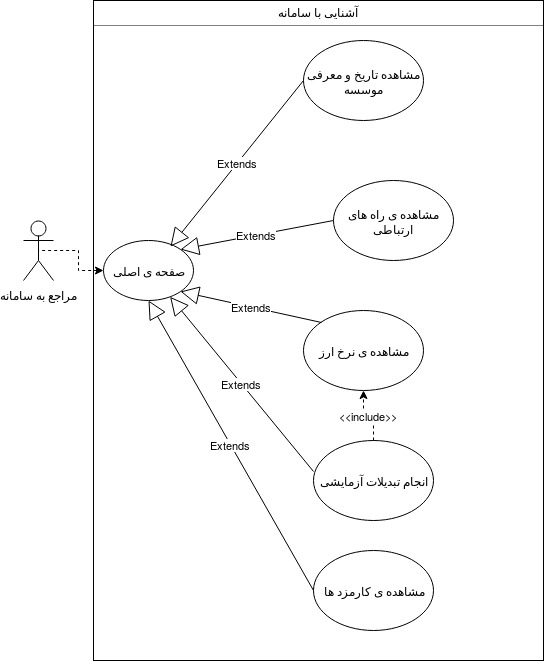 آشنایی با سامانه
مشاهده تاریخ و معرفی
موسسه
Extends
مشاهده ی راه های
ارتباطی
Extends
صفحه ی اصلی
مراجع به سامانه
Extends
مشاهده ی نرخ ارز
Extends
<<include>>
Extends
انجام تبدیلات آزمایشی
مشاهده ی کارمزد ها